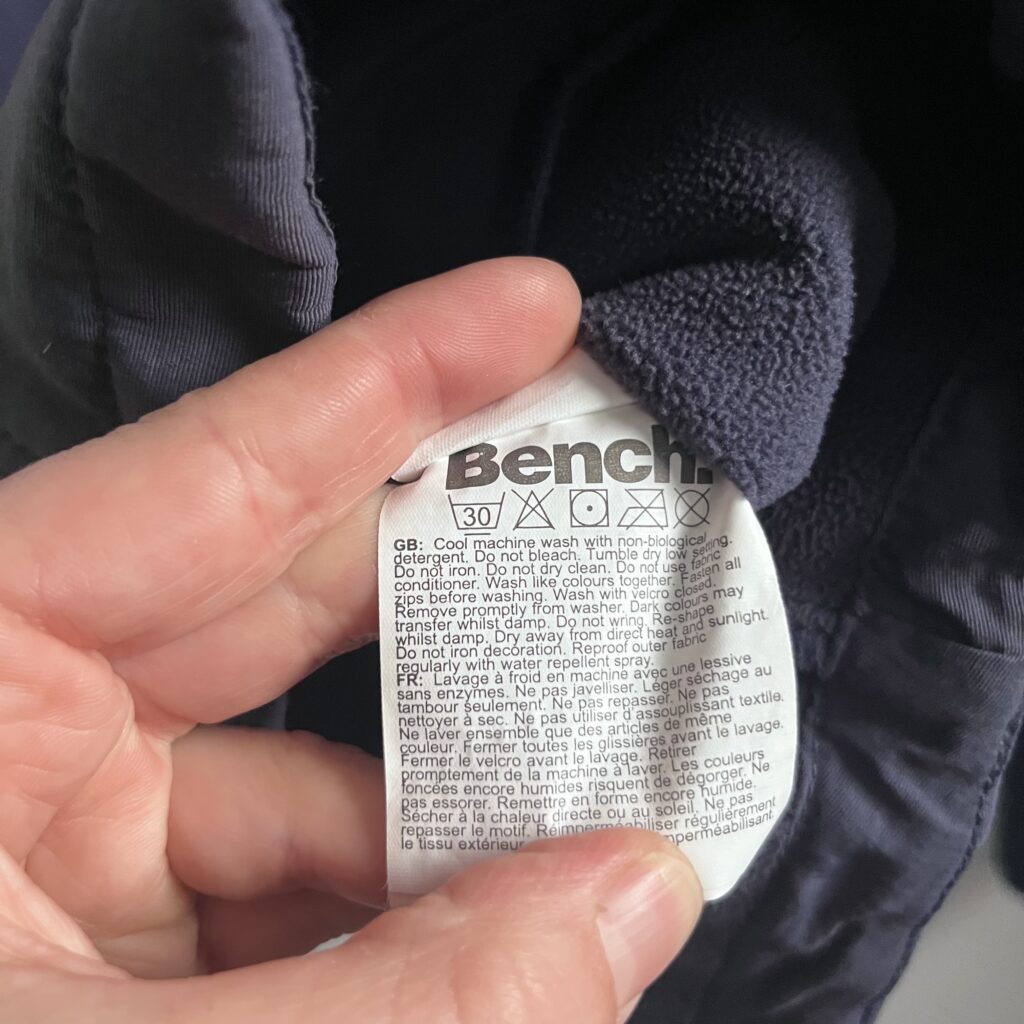 Bench.
30
GB: Cool machine wash with non-biological
detergent. Do not bleach. Tumble dry low setting.
Do not iron. Do not dry clean. Do not use fabric
conditioner. Wash like colours together. Fasten all
zips before washing. Wash with velcro closed.
Remove promptly from washer. Dark colours may
transfer whilst damp. Do not wring. Re-shape
whilst damp. Dry away from direct heat and sunlight.
Do not iron decoration. Reproof outer fabric
regularly with water repellent spray.
FR: Lavage à froid en machine avec une lessive
sans enzymes. Ne pas javelliser. Léger séchage au
tambour seulement. Ne pas repasser. Ne pas
nettoyer à sec. Ne pas utiliser d'assouplissant textile.
Ne laver ensemble que des articles de même
couleur. Fermer toutes les glissières avant le lavage.
Fermer le velcro avant le lavage. Retirer
promptement de la machine à laver. Les couleurs
foncées encore humides risquent de dégorger. Ne
pas essorer. Remettre en forme encore humide.
Sécher à la chaleur directe ou au soleil. Ne pas
repasser le motif. Réimperméabiliser régulièrement
le tissu extérieur